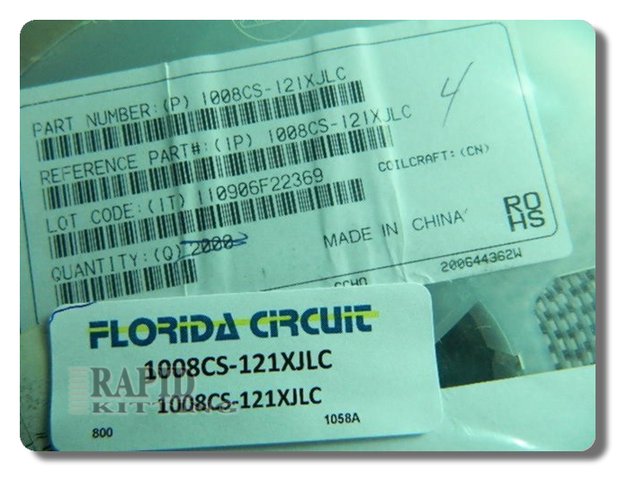 PART NUMBER:(P) 1008CS-121XJLC
REFERENCE PART#:(1P) 1008CS-121XJLC
COILCRAFT:(CN)
LOT CODE:(1T) 110906F22369
QUANTITY:(Q) 2000
4
MADE IN CHINA
RO
HS
200644362W
FLORIDA CIRCUIT
1008CS-121XJLC
1008CS-121XJLC
800
1058A
RAPID
KITTING